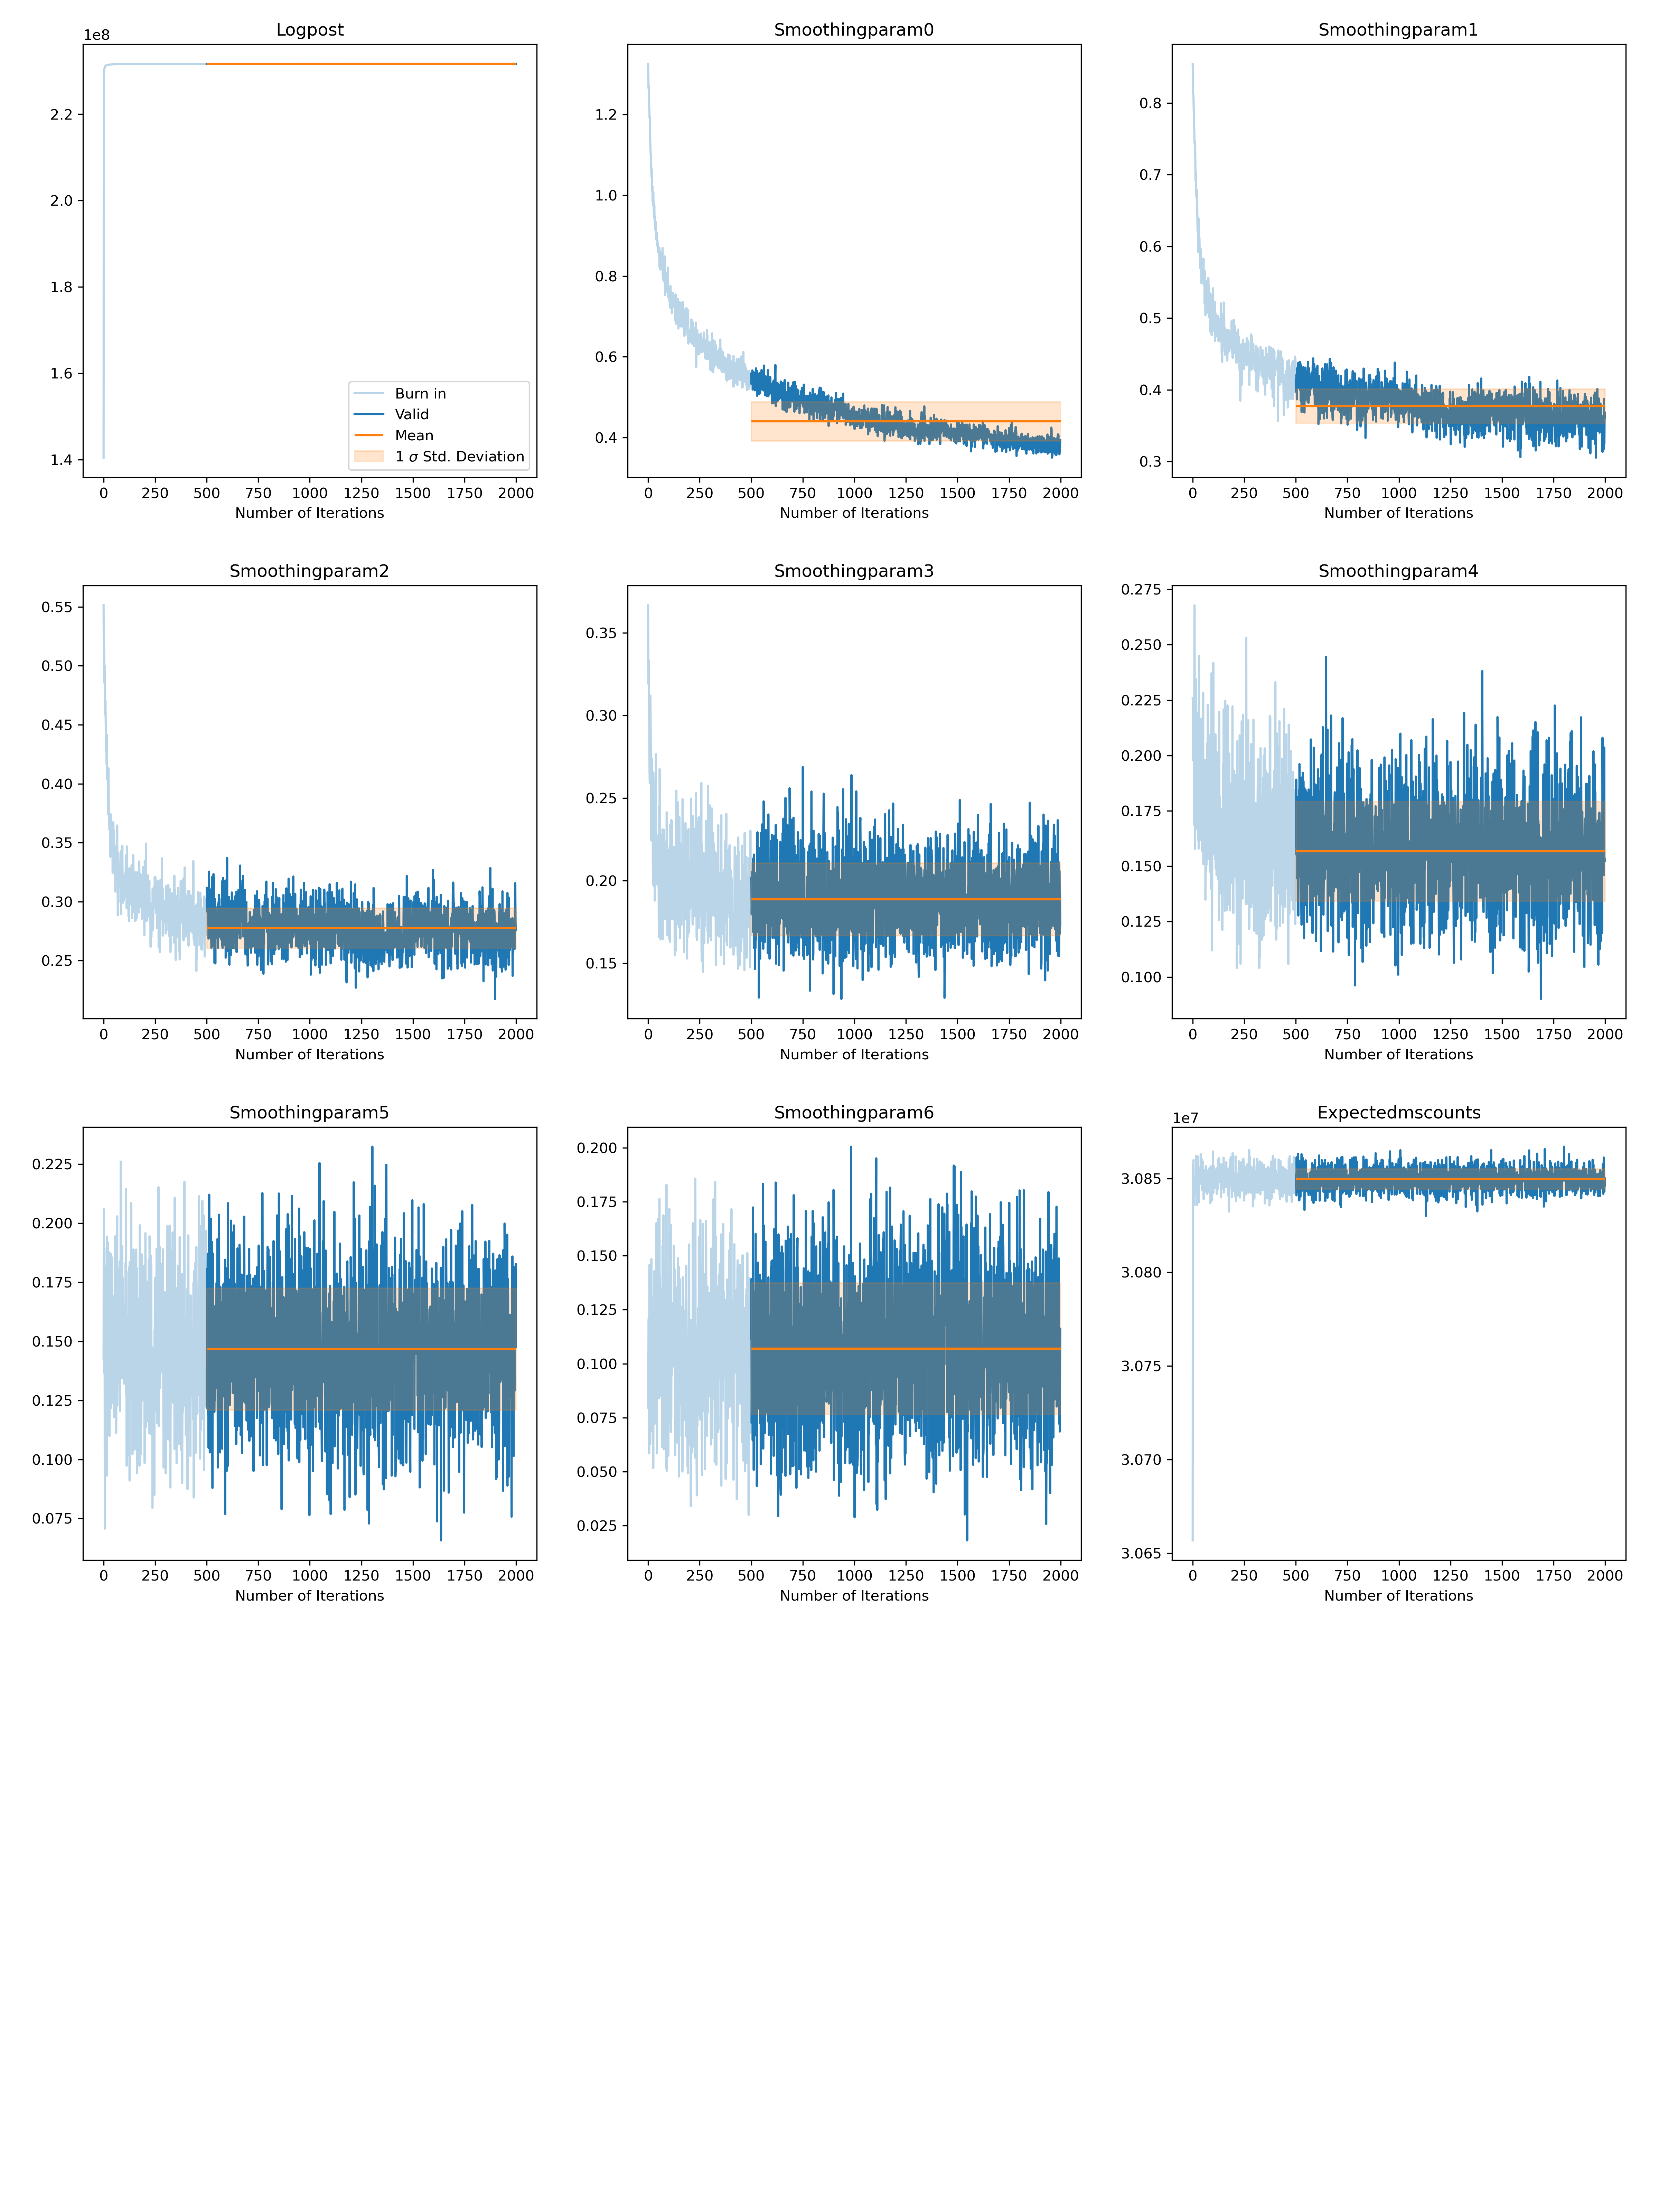 Logpost
1e8
2.2
2.0
1.8
1.6
1.4
Burn in
Valid
Mean
1 σ Std. Deviation
0 250 500 750 1000 1250 1500 1750 2000
Number of Iterations
Smoothingparam0
1.2
1.0
0.8
0.6
0.4
0 250 500 750 1000 1250 1500 1750 2000
Number of Iterations
Smoothingparam1
0.8
0.7
0.6
0.5
0.4
0.3
0 250 500 750 1000 1250 1500 1750 2000
Number of Iterations
Smoothingparam2
0.55
0.50
0.45
0.40
0.35
0.30
0.25
0 250 500 750 1000 1250 1500 1750 2000
Number of Iterations
Smoothingparam3
0.35
0.30
0.25
0.20
0.15
0 250 500 750 1000 1250 1500 1750 2000
Number of Iterations
Smoothingparam4
0.275
0.250
0.225
0.200
0.175
0.150
0.125
0.100
0 250 500 750 1000 1250 1500 1750 2000
Number of Iterations
Smoothingparam5
0.225
0.200
0.175
0.150
0.125
0.100
0.075
0 250 500 750 1000 1250 1500 1750 2000
Number of Iterations
Smoothingparam6
0.200
0.175
0.150
0.125
0.100
0.075
0.050
0.025
0 250 500 750 1000 1250 1500 1750 2000
Number of Iterations
Expectedmscounts
1e7
3.085
3.080
3.075
3.070
3.065
0 250 500 750 1000 1250 1500 1750 2000
Number of Iterations